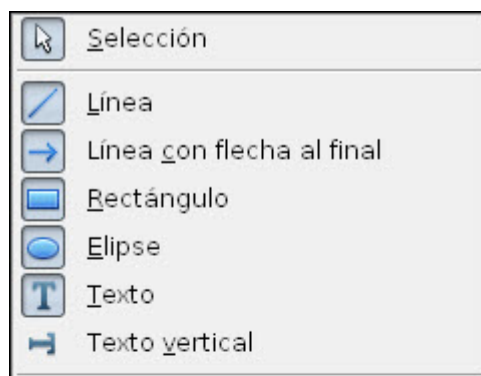 Selección
Línea
Línea con flecha al final
Rectángulo
Elipse
Texto
Texto vertical